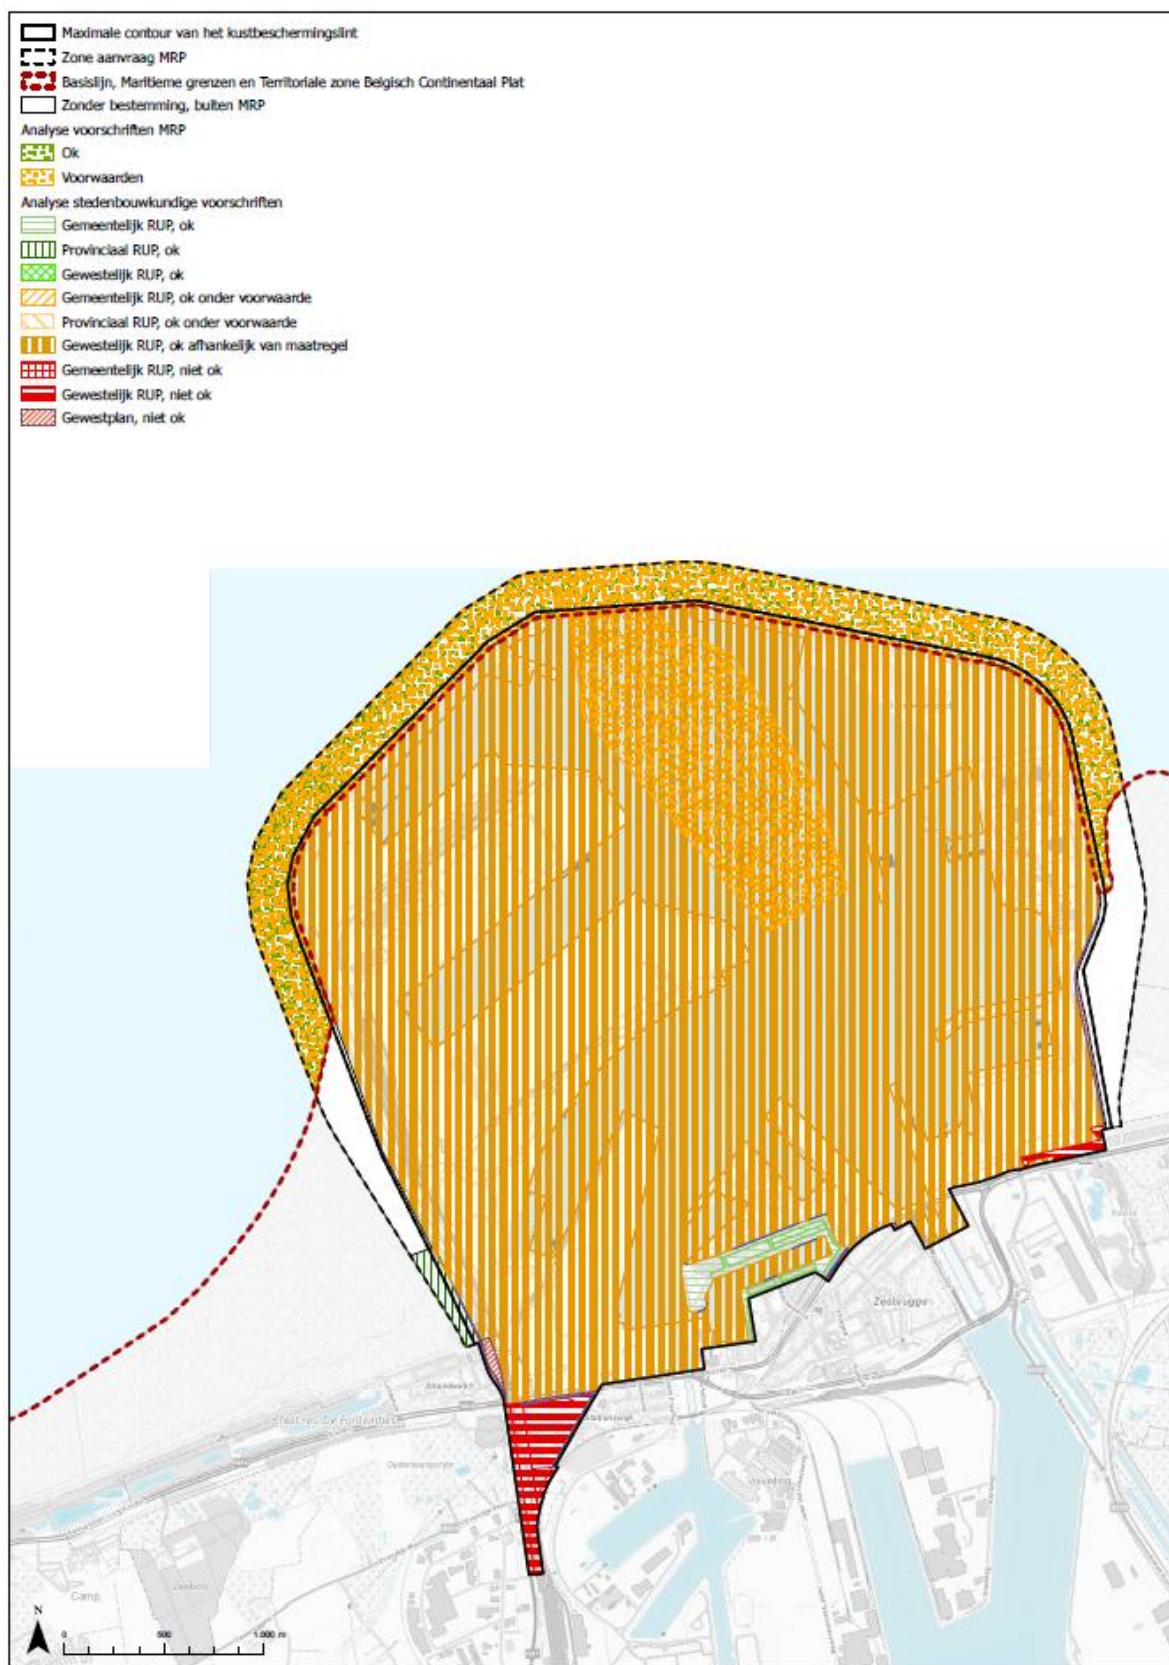 Maximale contour van het kustbeschermingslint
Zone aanvraag MRP
Basislijn, Maritieme grenzen en Territoriale zone Belgisch Continentaal Plat
Zonder bestemming, buiten MRP
Analyse voorschriften MRP
Ok
Voorwaarden
Analyse stedenbouwkundige voorschriften
Gemeentelijk RUP, ok
Provinciaal RUP, ok
Gewestelijk RUP, ok
Gemeentelijk RUP, ok onder voorwaarde
Provinciaal RUP, ok onder voorwaarde
Gewestelijk RUP, ok afhankelijk van maatregel
Gemeentelijk RUP, niet ok
Gewestelijk RUP, niet ok
Gewestplan, niet ok
Zeebrugge
Camp
N
0 500 1.000 m